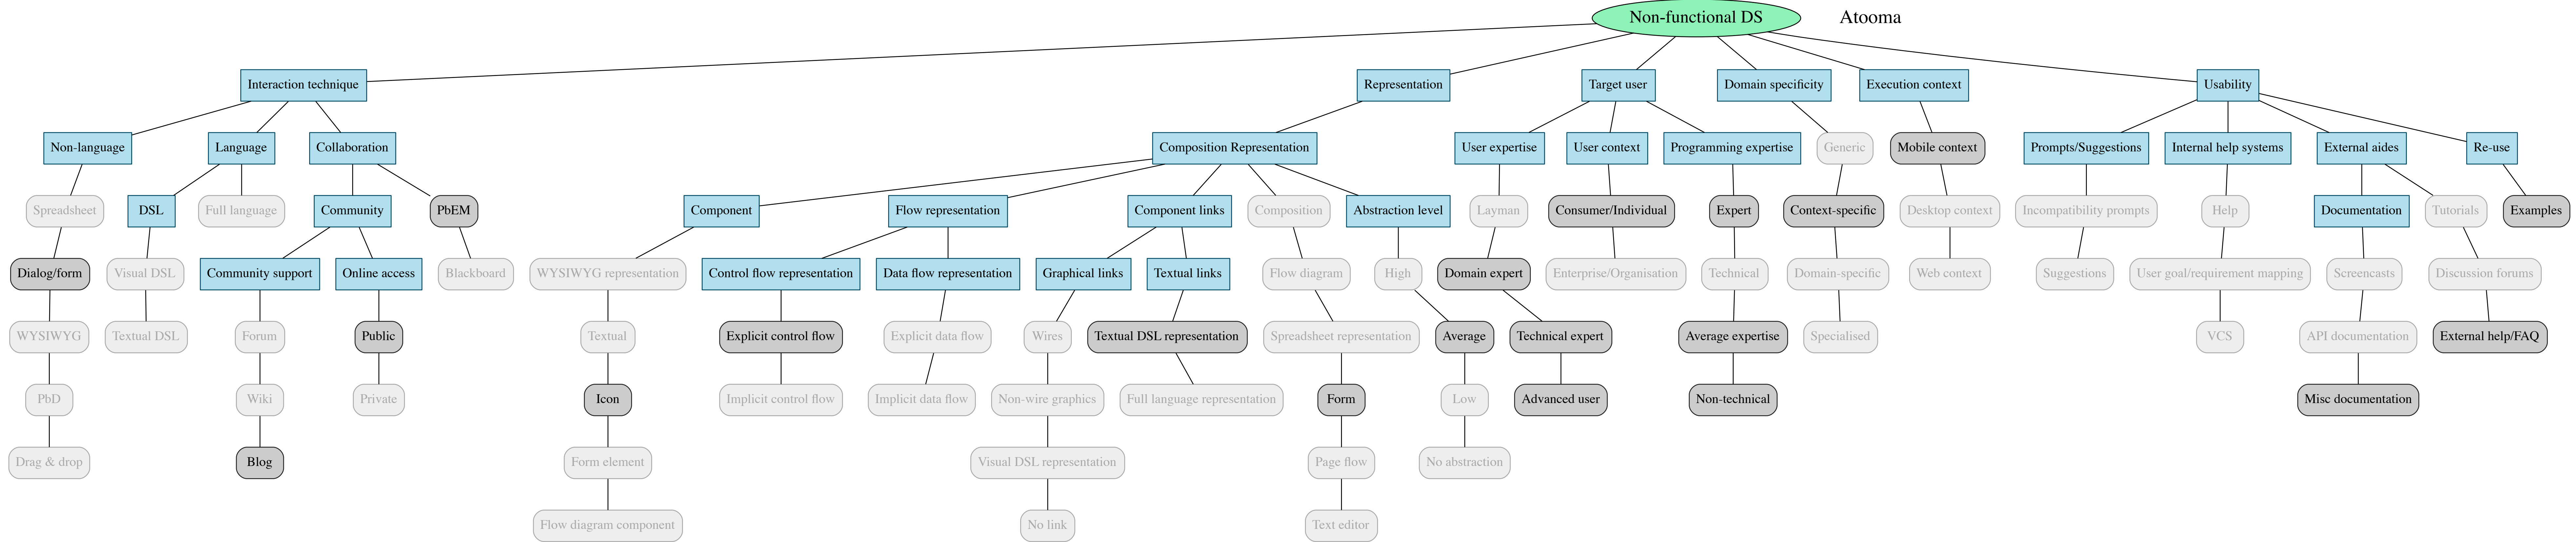 Non-functional DS
Atooma
Interaction technique
Representation
Target user
Domain specificity
Execution context
Usability
Non-language
Language
Collaboration
Composition Representation
User expertise
User context
Programming expertise
Generic
Mobile context
Prompts/Suggestions
Internal help systems
External aides
Re-use
Spreadsheet
DSL
Full language
Community
PbEM
Component
Flow representation
Component links
Composition
Abstraction level
Layman
Consumer/Individual
Expert
Context-specific
Desktop context
Incompatibility prompts
Help
Documentation
Tutorials
Examples
Dialog/form
Visual DSL
Community support
Online access
Blackboard
WYSIWYG representation
Control flow representation
Data flow representation
Graphical links
Textual links
Flow diagram
High
Domain expert
Enterprise/Organisation
Technical
Domain-specific
Web context
Suggestions
User goal/requirement mapping
Screencasts
Discussion forums
WYSIWYG
Textual DSL
Forum
Public
Textual
Explicit control flow
Explicit data flow
Wires
Textual DSL representation
Spreadsheet representation
Average
Technical expert
Average expertise
Specialised
VCS
API documentation
External help/FAQ
PbD
Wiki
Private
Icon
Implicit control flow
Implicit data flow
Non-wire graphics
Full language representation
Form
Low
Advanced user
Non-technical
Misc documentation
Drag & drop
Blog
Form element
Visual DSL representation
Page flow
No abstraction
Flow diagram component
No link
Text editor